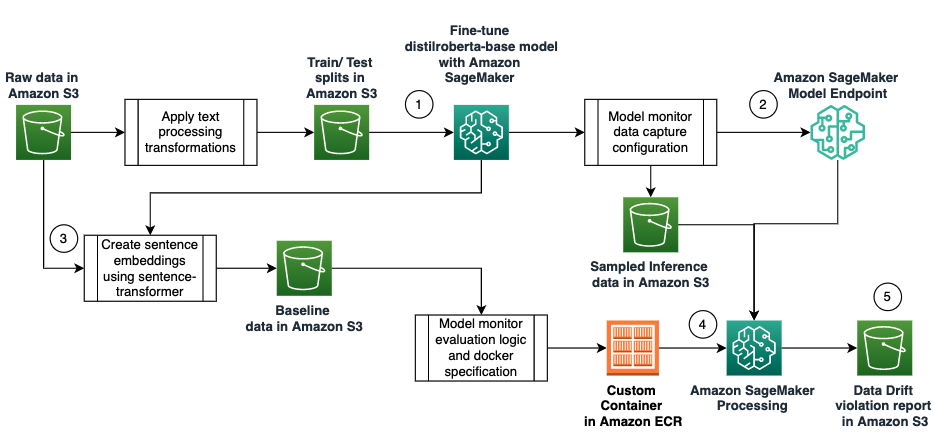 Fine-tune
distilroberta-base model
with Amazon
SageMaker
Train/ Test
splits in
Amazon S3
Raw data in
Amazon S3
Amazon SageMaker
Model Endpoint
1
2
Apply text
processing
transformations
Model monitor
data capture
configuration
3
Create sentence
embeddings
using sentence-
transformer
Sampled Inference
data in Amazon S3
Baseline
data in Amazon S3
Model monitor
evaluation logic
and docker
specification
4
5
Custom
Container
in Amazon ECR
Amazon SageMaker
Processing
Data Drift
violation report
in Amazon S3